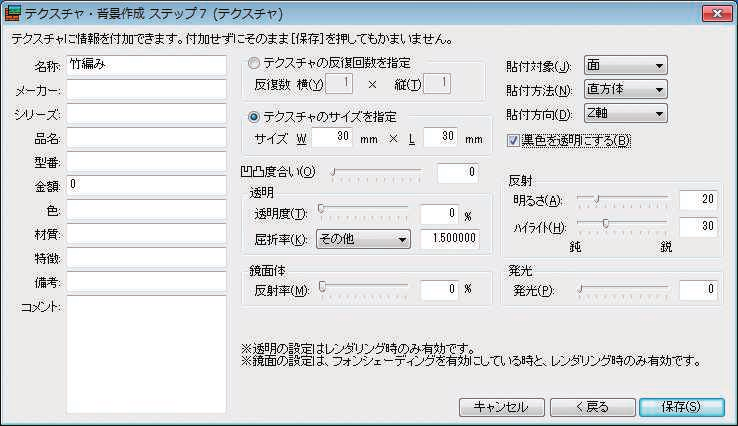 テクスチャ・背景作成 ステップ7 (テクスチャ)
テクスチャに情報を付加できます。付加せずにそのまま[保存]を押してもかまいません。
名称: 竹編み
メーカー:
シリーズ:
品名:
型番:
金額: 0
色:
材質:
特徴:
備考:
コメント:
テクスチャの反復回数を指定
反復数 横(Y) 1 × 縦(T) 1
テクスチャのサイズを指定
サイズ W 30 mm × L 30 mm
凹凸度合い(O) 0
透明
透明度(T): 0 %
屈折率(K): その他 1.500000
鏡面体
反射率(M): 0 %
貼付対象(J): 面
貼付方法(N): 直方体
貼付方向(D): Z軸
黒色を透明にする(B)
反射
明るさ(A): 20
ハイライト(H): 30
鈍 鋭
発光
発光(P): 0
※透明の設定はレンダリング時のみ有効です。
※鏡面の設定は、フォンシェーディングを有効にしている時と、レンダリング時のみ有効です。
キャンセル < 戻る 保存(S)